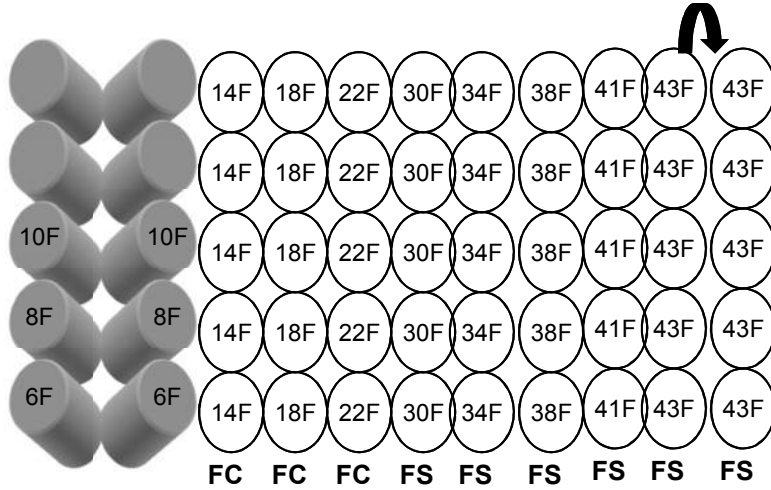 14F 18F 22F 30F 34F 38F 41F 43F 43F
14F 18F 22F 30F 34F 38F 41F 43F 43F
10F 10F 14F 18F 22F 30F 34F 38F 41F 43F 43F
8F 8F 14F 18F 22F 30F 34F 38F 41F 43F 43F
6F 6F 14F 18F 22F 30F 34F 38F 41F 43F 43F
FC FC FC FS FS FS FS FS FS